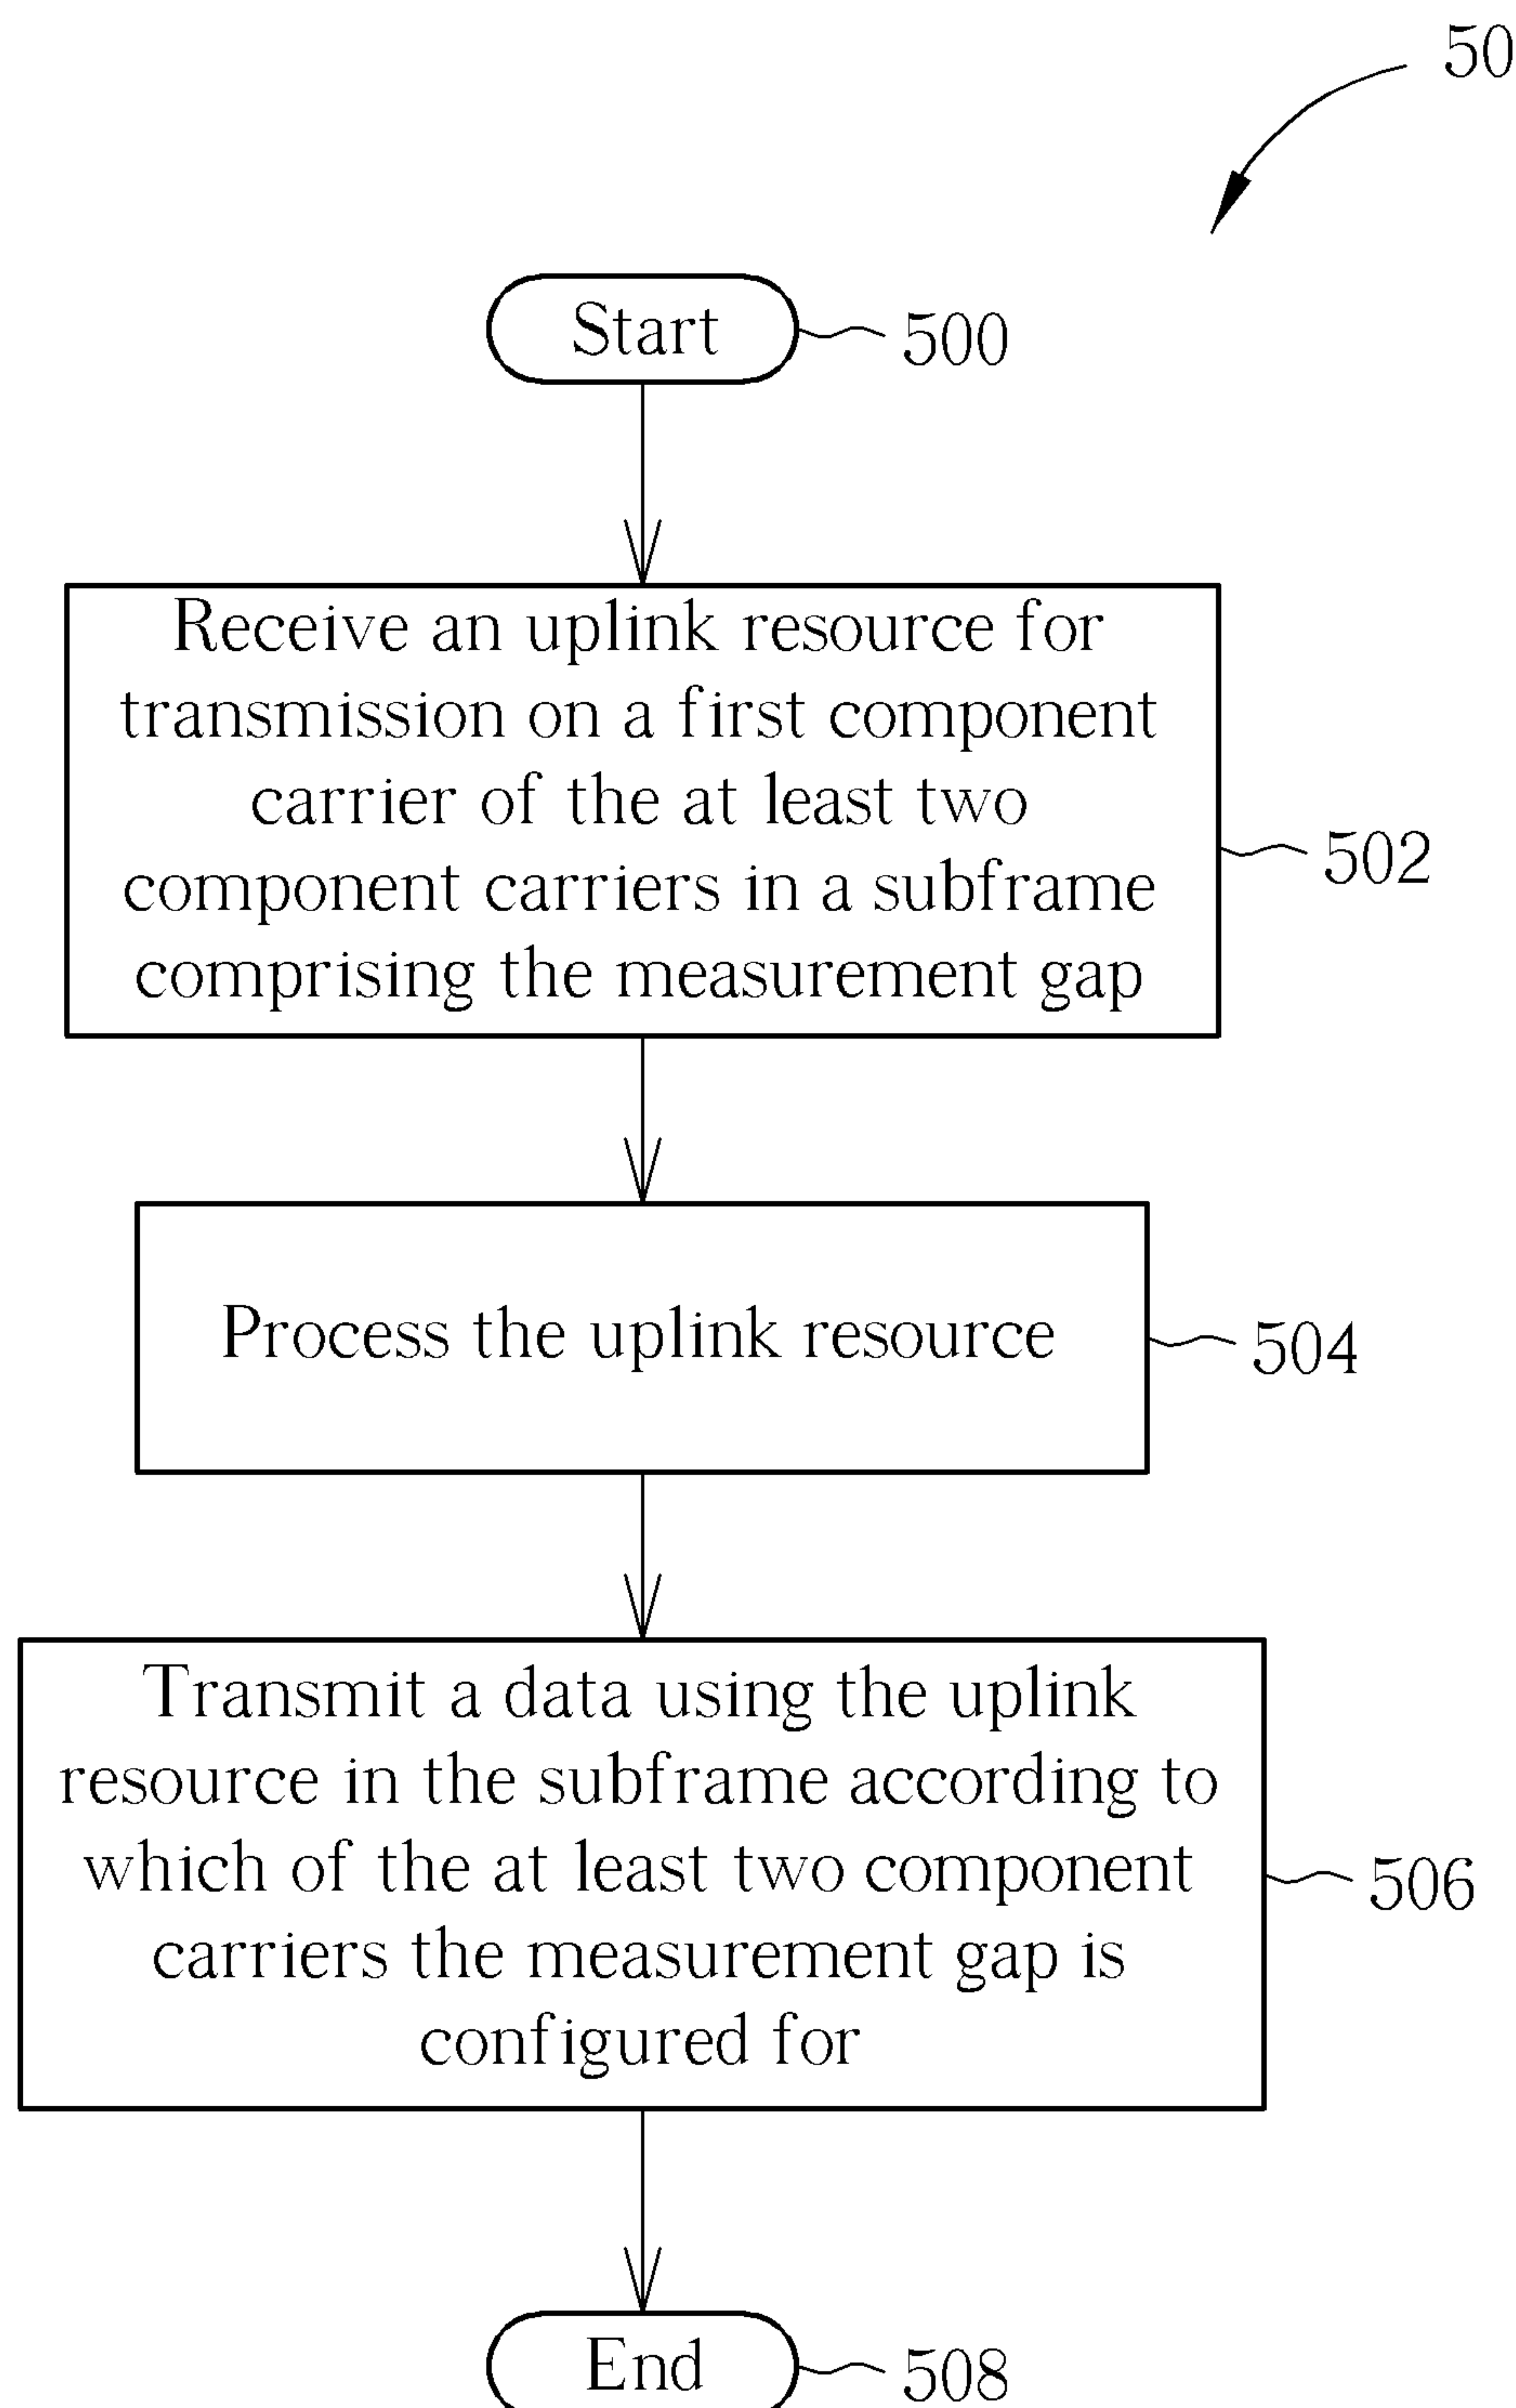 50
Start
500
Receive an uplink resource for
transmission on a first component
carrier of the at least two
component carriers in a subframe
comprising the measurement gap
502
Process the uplink resource
504
Transmit a data using the uplink
resource in the subframe according to
which of the at least two component
carriers the measurement gap is
configured for
506
End
508